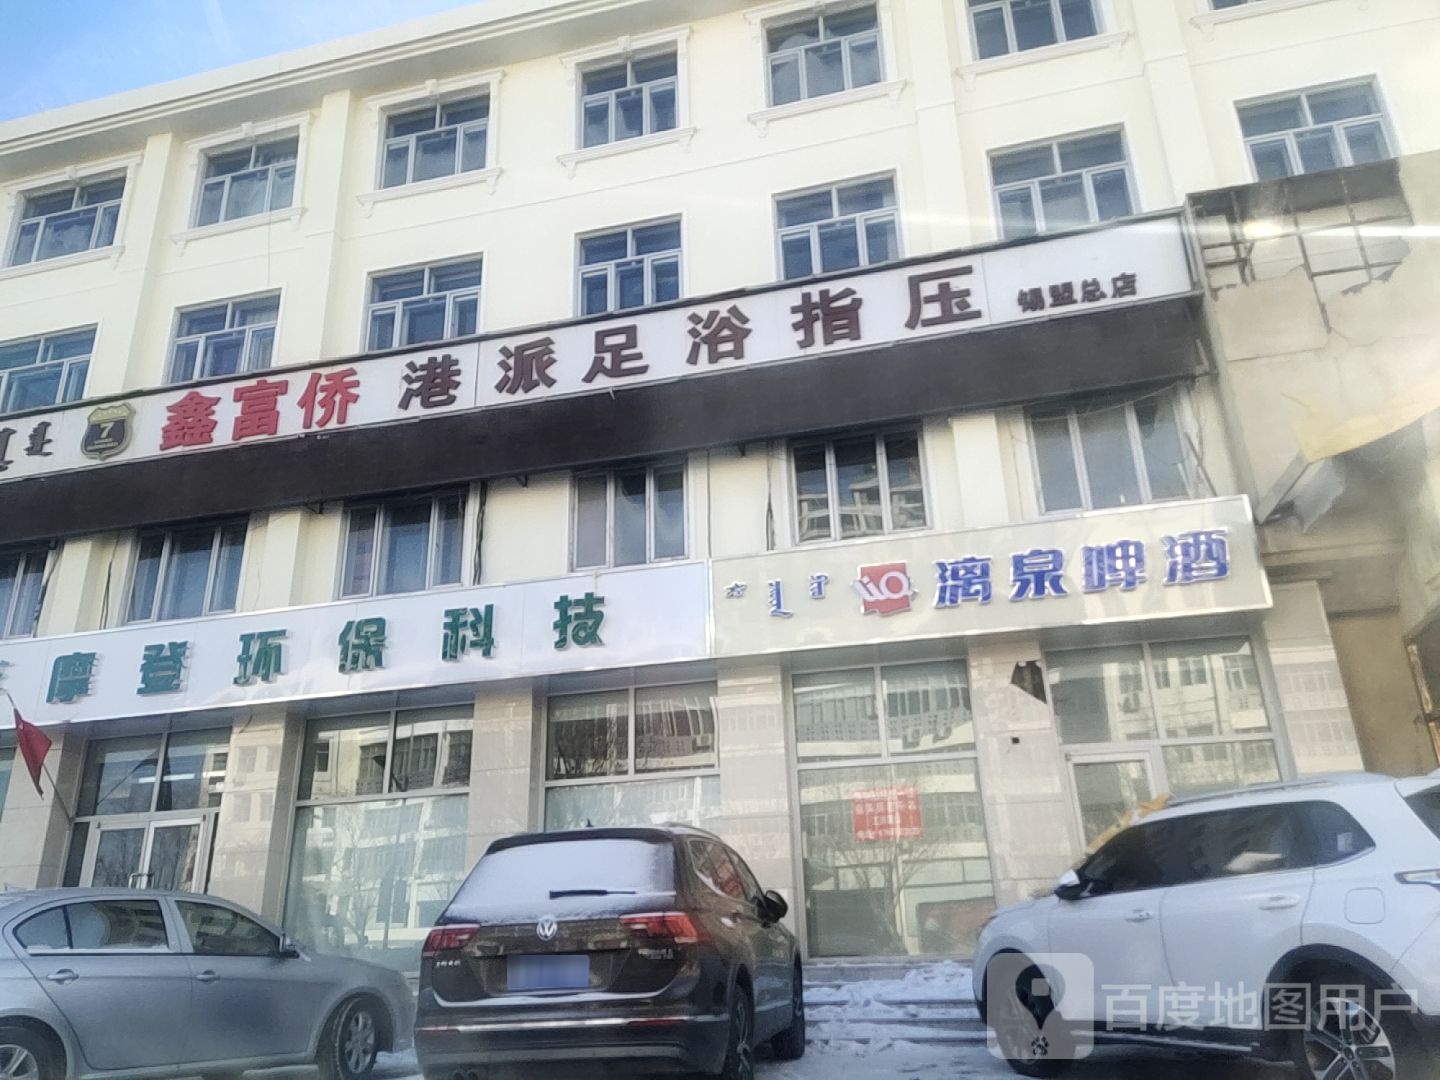 7 鑫富侨 港派足浴指压 锡盟总店
摩登环保科技
漓泉啤酒
百度地图用户